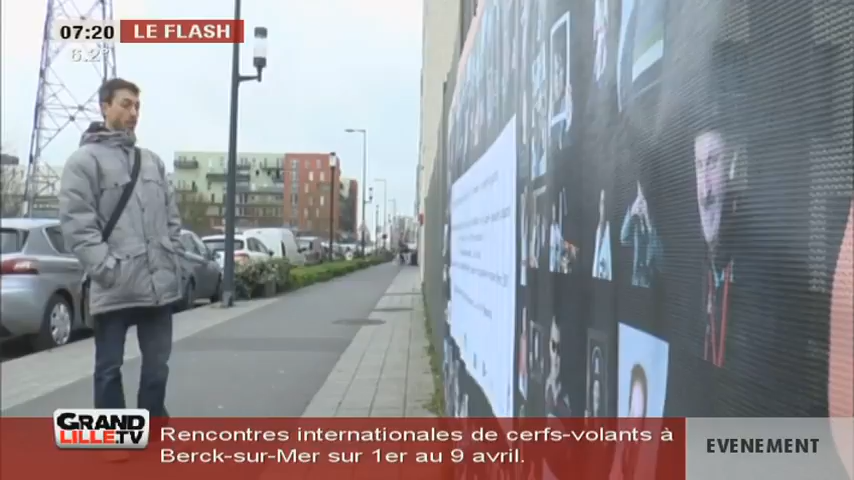 07:20 LE FLASH
6.2°
GRAND
LILLE.TV
Rencontres internationales de cerfs-volants à
Berck-sur-Mer sur 1er au 9 avril.
EVENEMENT